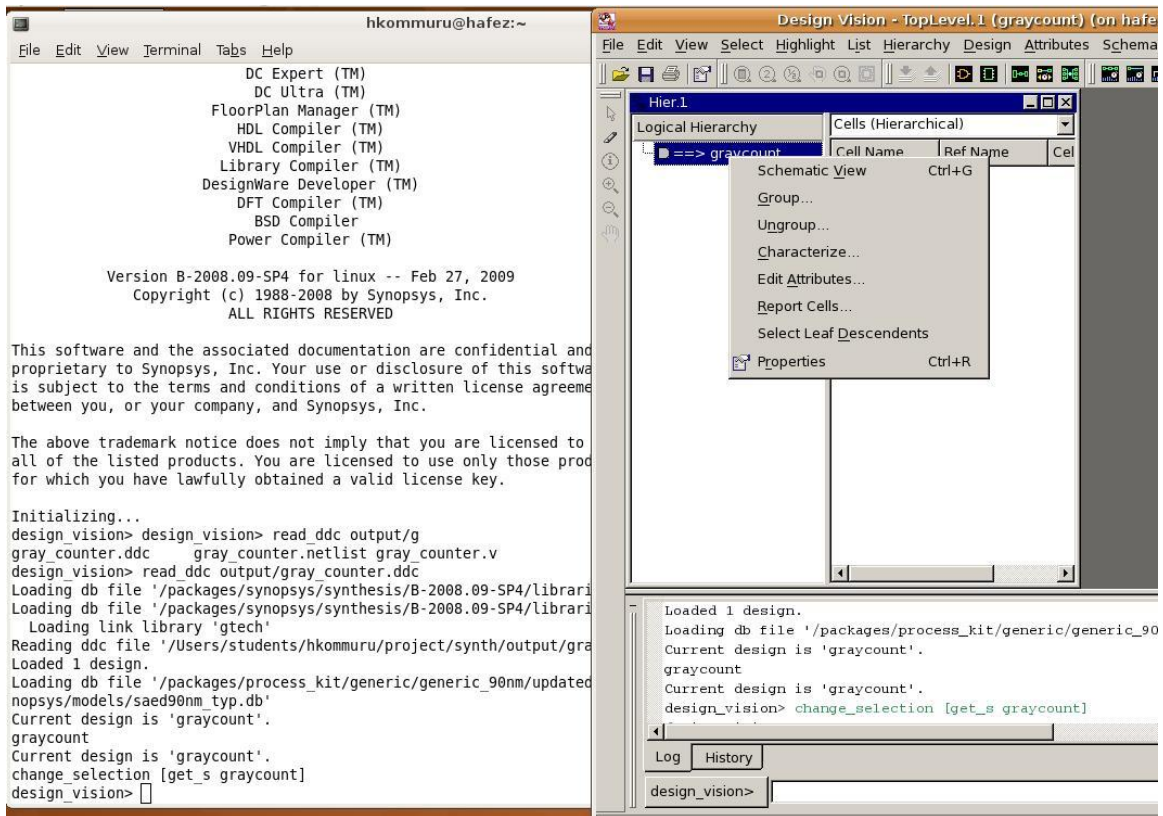 hkommuru@hafez:~
File Edit View Terminal Tabs Help
DC Expert (TM)
DC Ultra (TM)
FloorPlan Manager (TM)
HDL Compiler (TM)
VHDL Compiler (TM)
Library Compiler (TM)
DesignWare Developer (TM)
DFT Compiler (TM)
BSD Compiler
Power Compiler (TM)
Version B-2008.09-SP4 for linux -- Feb 27, 2009
Copyright (c) 1988-2008 by Synopsys, Inc.
ALL RIGHTS RESERVED
This software and the associated documentation are confidential and
proprietary to Synopsys, Inc. Your use or disclosure of this softwa
is subject to the terms and conditions of a written license agreeme
between you, or your company, and Synopsys, Inc.
The above trademark notice does not imply that you are licensed to
all of the listed products. You are licensed to use only those prod
for which you have lawfully obtained a valid license key.
Initializing...
design_vision> design_vision> read_ddc output/g
gray_counter.ddc gray_counter.netlist gray_counter.v
design_vision> read_ddc output/gray_counter.ddc
Loading db file '/packages/synopsys/synthesis/B-2008.09-SP4/librari
Loading db file '/packages/synopsys/synthesis/B-2008.09-SP4/librari
Loading link library 'gtech'
Reading ddc file '/Users/students/hkommuru/project/synth/output/gra
Loaded 1 design.
Loading db file '/packages/process_kit/generic/generic_90nm/updated
nopsys/models/saed90nm_typ.db'
Current design is 'graycount'.
graycount
Current design is 'graycount'.
change_selection [get_s graycount]
design_vision>
Design Vision - TopLevel.1 (graycount) (on hafe
File Edit View Select Highlight List Hierarchy Design Attributes Schema
Hier.1
Logical Hierarchy
Cells (Hierarchical)
==> graycount
Cell Name Ref Name Cel
Schematic View Ctrl+G
Group...
Ungroup...
Characterize...
Edit Attributes...
Report Cells...
Select Leaf Descendents
Properties Ctrl+R
Loaded 1 design.
Loading db file '/packages/process_kit/generic/generic_90
Current design is 'graycount'.
graycount
Current design is 'graycount'.
design_vision> change_selection [get_s graycount]
Log History
design_vision>